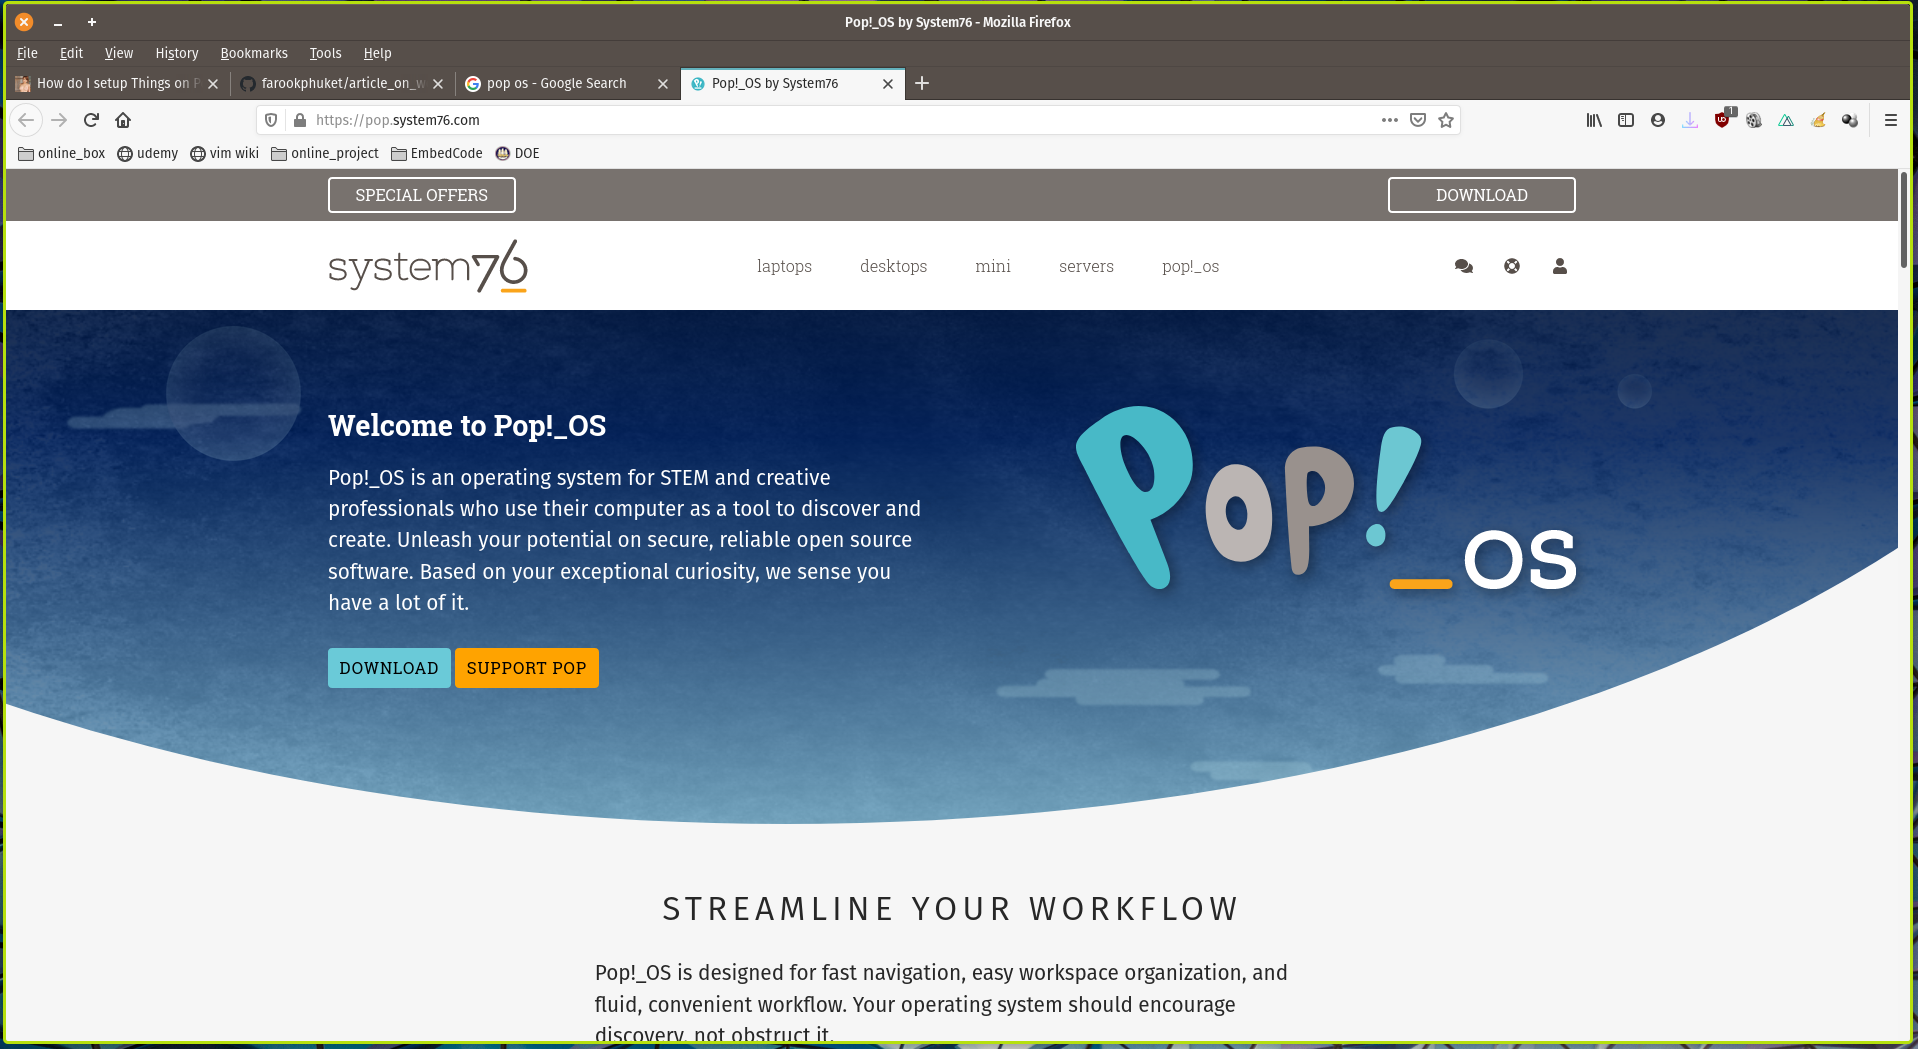 Pop!_OS by System76 - Mozilla Firefox
File Edit View History Bookmarks Tools Help
How do I setup Things on P
farookphuket/article_on_w
pop os - Google Search
Pop!_OS by System76
https://pop.system76.com
1
online_box udemy vim wiki online_project EmbedCode DOE
SPECIAL OFFERS
DOWNLOAD
system76
laptops desktops mini servers pop!_os
Welcome to Pop!_OS
Pop!_OS is an operating system for STEM and creative
professionals who use their computer as a tool to discover and
create. Unleash your potential on secure, reliable open source
software. Based on your exceptional curiosity, we sense you
have a lot of it.
DOWNLOAD SUPPORT POP
Pop!_OS
STREAMLINE YOUR WORKFLOW
Pop!_OS is designed for fast navigation, easy workspace organization, and
fluid, convenient workflow. Your operating system should encourage
discovery, not obstruct it.